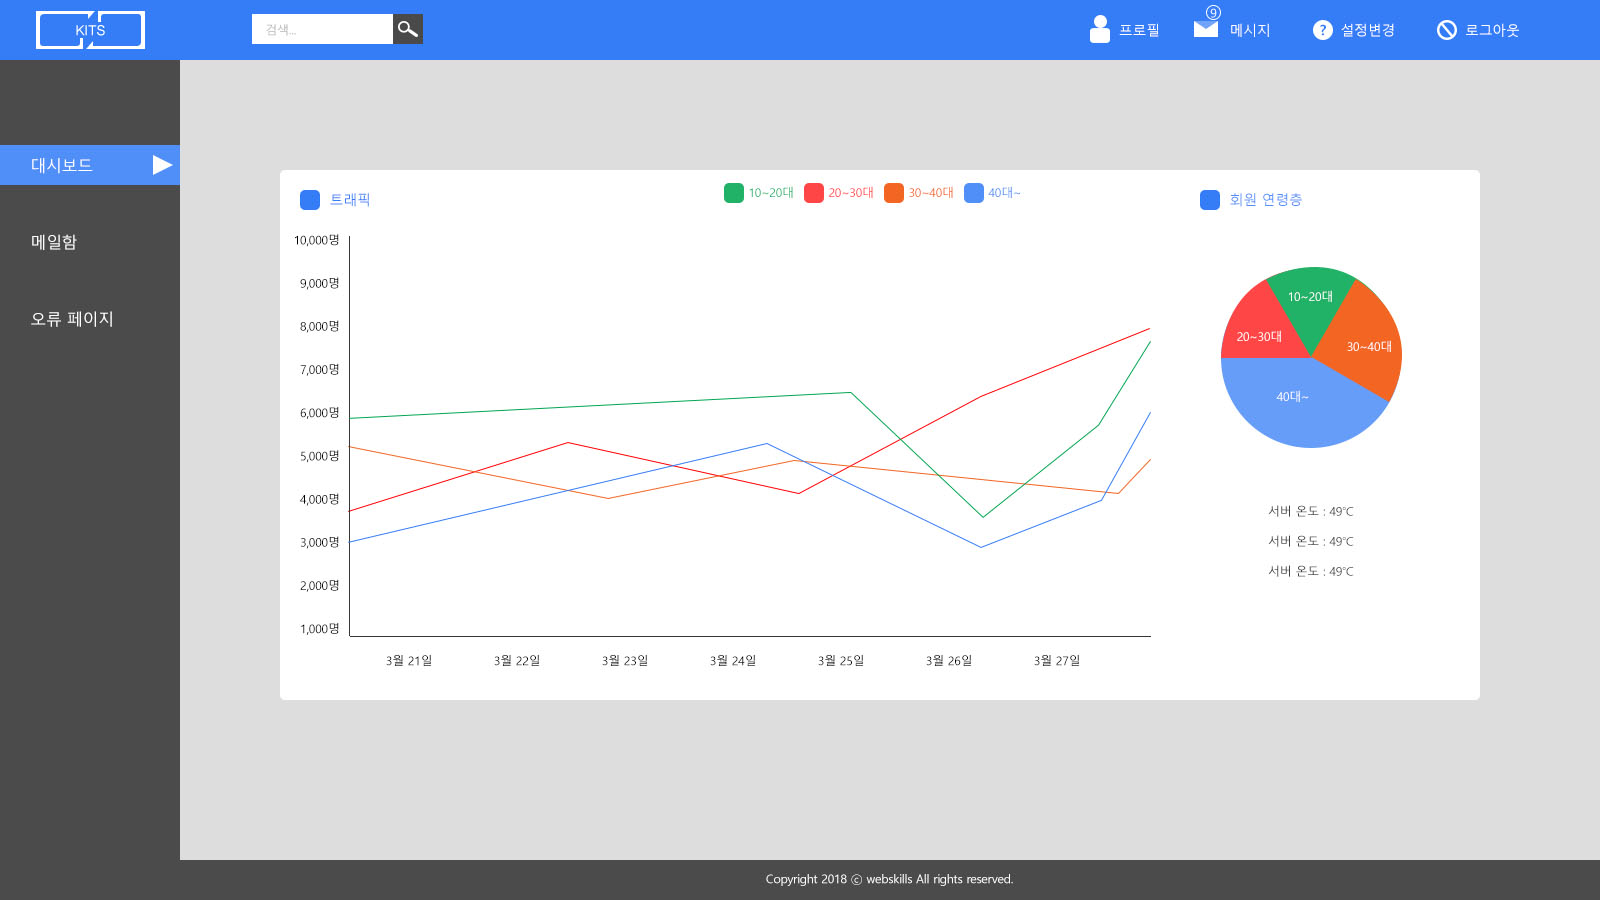 KITS
검색...
프로필
9
메시지
?
설정변경
로그아웃
대시보드
메일함
오류 페이지
트래픽
10~20대
20~30대
30~40대
40대~
회원 연령층
10,000명
9,000명
8,000명
7,000명
6,000명
5,000명
4,000명
3,000명
2,000명
1,000명
3월 21일
3월 22일
3월 23일
3월 24일
3월 25일
3월 26일
3월 27일
10~20대
20~30대
30~40대
40대~
서버 온도 : 49℃
서버 온도 : 49℃
서버 온도 : 49℃
Copyright 2018 ⓒ webskills All rights reserved.